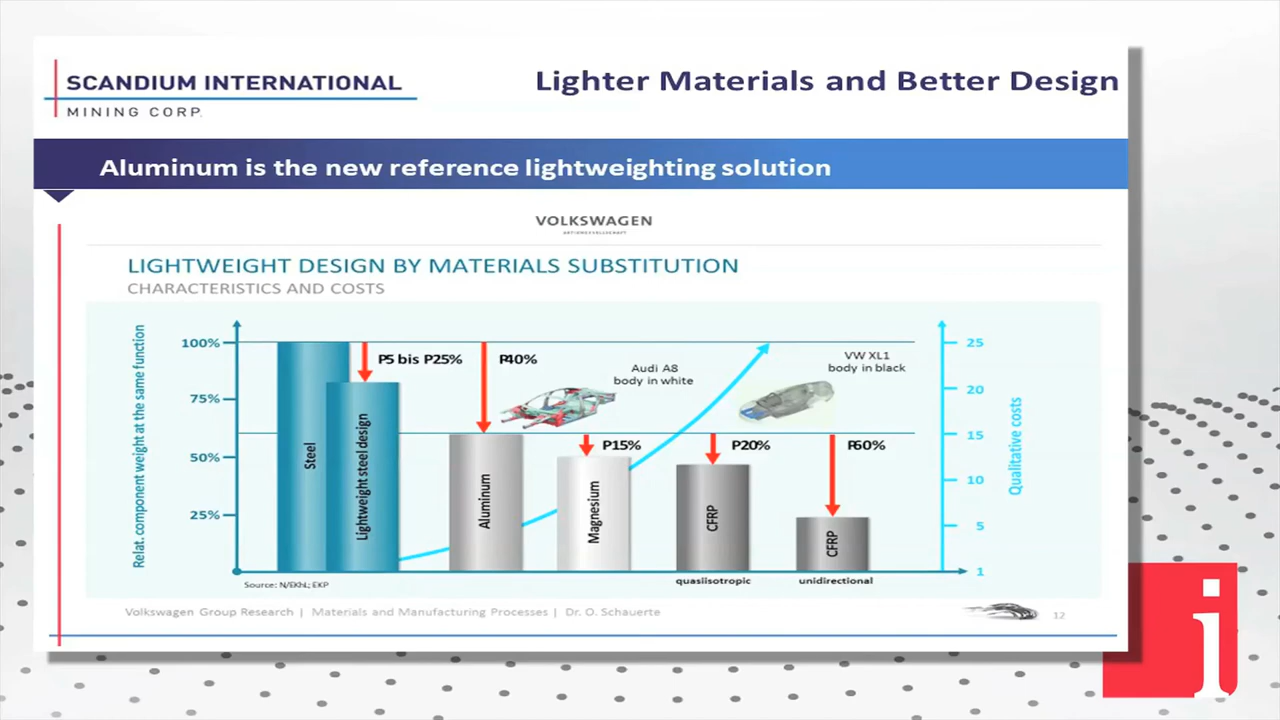 SCANDIUM INTERNATIONAL
MINING CORP.
Lighter Materials and Better Design
Aluminum is the new reference lightweighting solution
VOLKSWAGEN
AKTIENGESELLSCHAFT
LIGHTWEIGHT DESIGN BY MATERIALS SUBSTITUTION
CHARACTERISTICS AND COSTS
Relat. component weight at the same function
100%
75%
50%
25%
Steel
Lightweight steel design
P5 bis P25%
Aluminum
P40%
Audi A8
body in white
Magnesium
P15%
CFRP
P20%
quasiisotropic
VW XL1
body in black
CFRP
P60%
unidirectional
25
20
15
10
5
1
Qualitative costs
Source: N/EKhL; EKP
Volkswagen Group Research | Materials and Manufacturing Processes | Dr. O. Schauerte
12
i